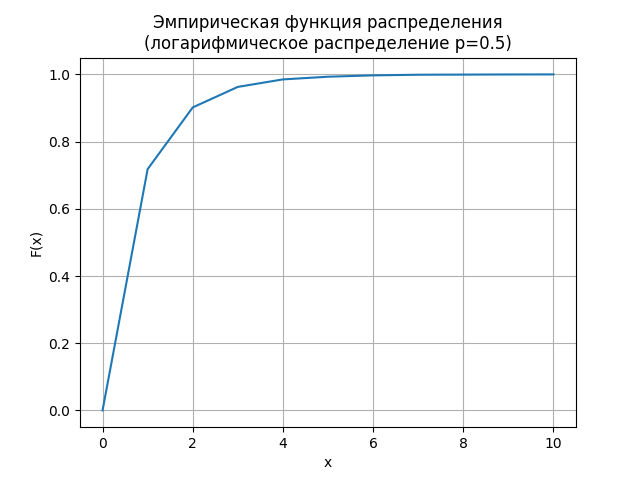 Эмпирическая функция распределения
(логарифмическое распределение p=0.5)
1.0
0.8
0.6
0.4
0.2
0.0
F(x)
0 2 4 6 8 10
x